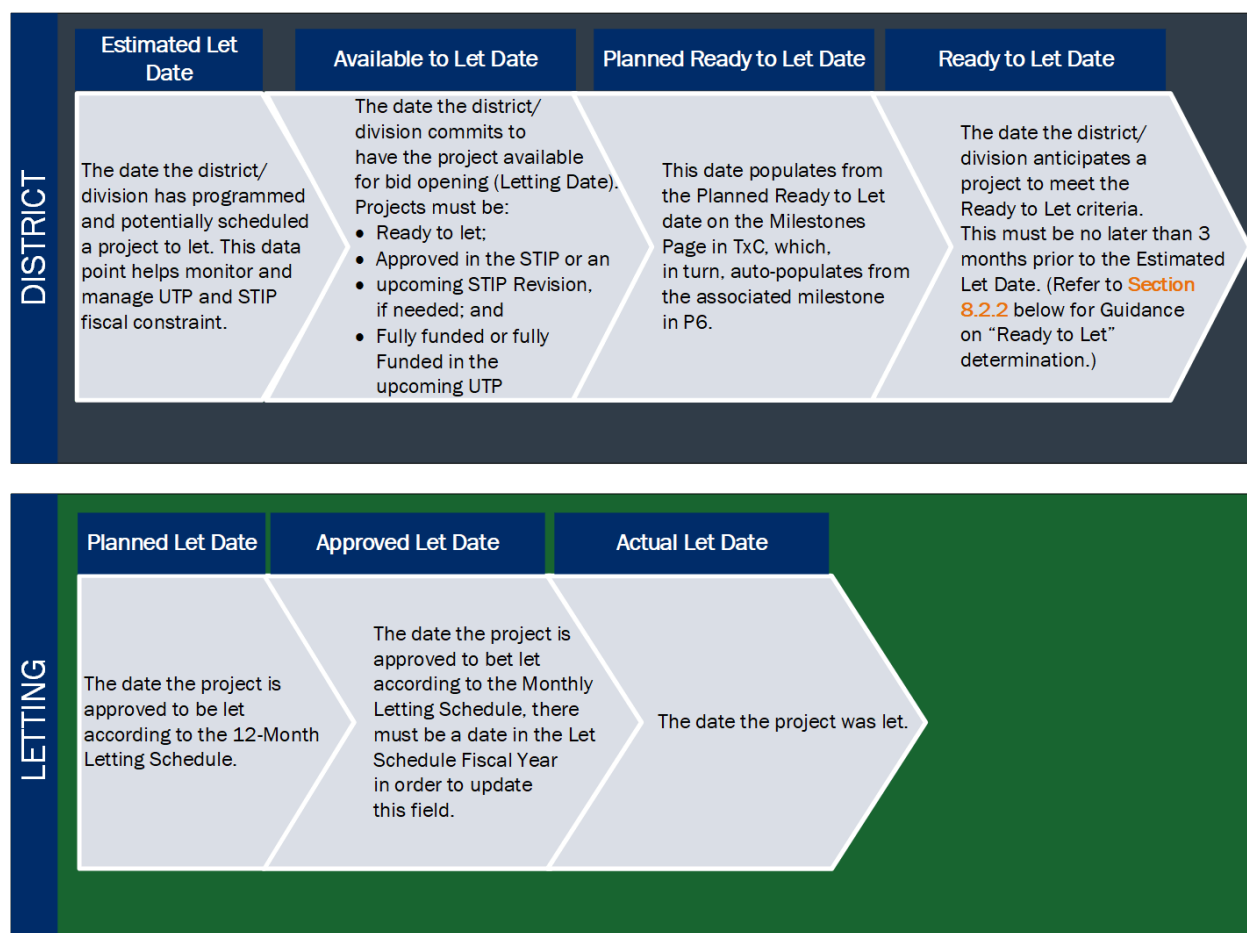 DISTRICT
Estimated Let
Date
The date the district/
division has programmed
and potentially scheduled
a project to let. This data
point helps monitor and
manage UTP and STIP
fiscal constraint.
Available to Let Date
The date the district/
division commits to
have the project available
for bid opening (Letting Date).
Projects must be:
• Ready to let;
• Approved in the STIP or an
• upcoming STIP Revision,
if needed; and
• Fully funded or fully
Funded in the
upcoming UTP
Planned Ready to Let Date
This date populates from
the Planned Ready to Let
date on the Milestones
Page in TxC, which,
in turn, auto-populates from
the associated milestone
in P6.
Ready to Let Date
The date the district/
division anticipates a
project to meet the
Ready to Let criteria.
This must be no later than 3
months prior to the Estimated
Let Date. (Refer to Section
8.2.2 below for Guidance
on “Ready to Let”
determination.)
LETTING
Planned Let Date
The date the project is
approved to be let
according to the 12-Month
Letting Schedule.
Approved Let Date
The date the project is
approved to bet let
according to the Monthly
Letting Schedule, there
must be a date in the Let
Schedule Fiscal Year
in order to update
this field.
Actual Let Date
The date the project was let.